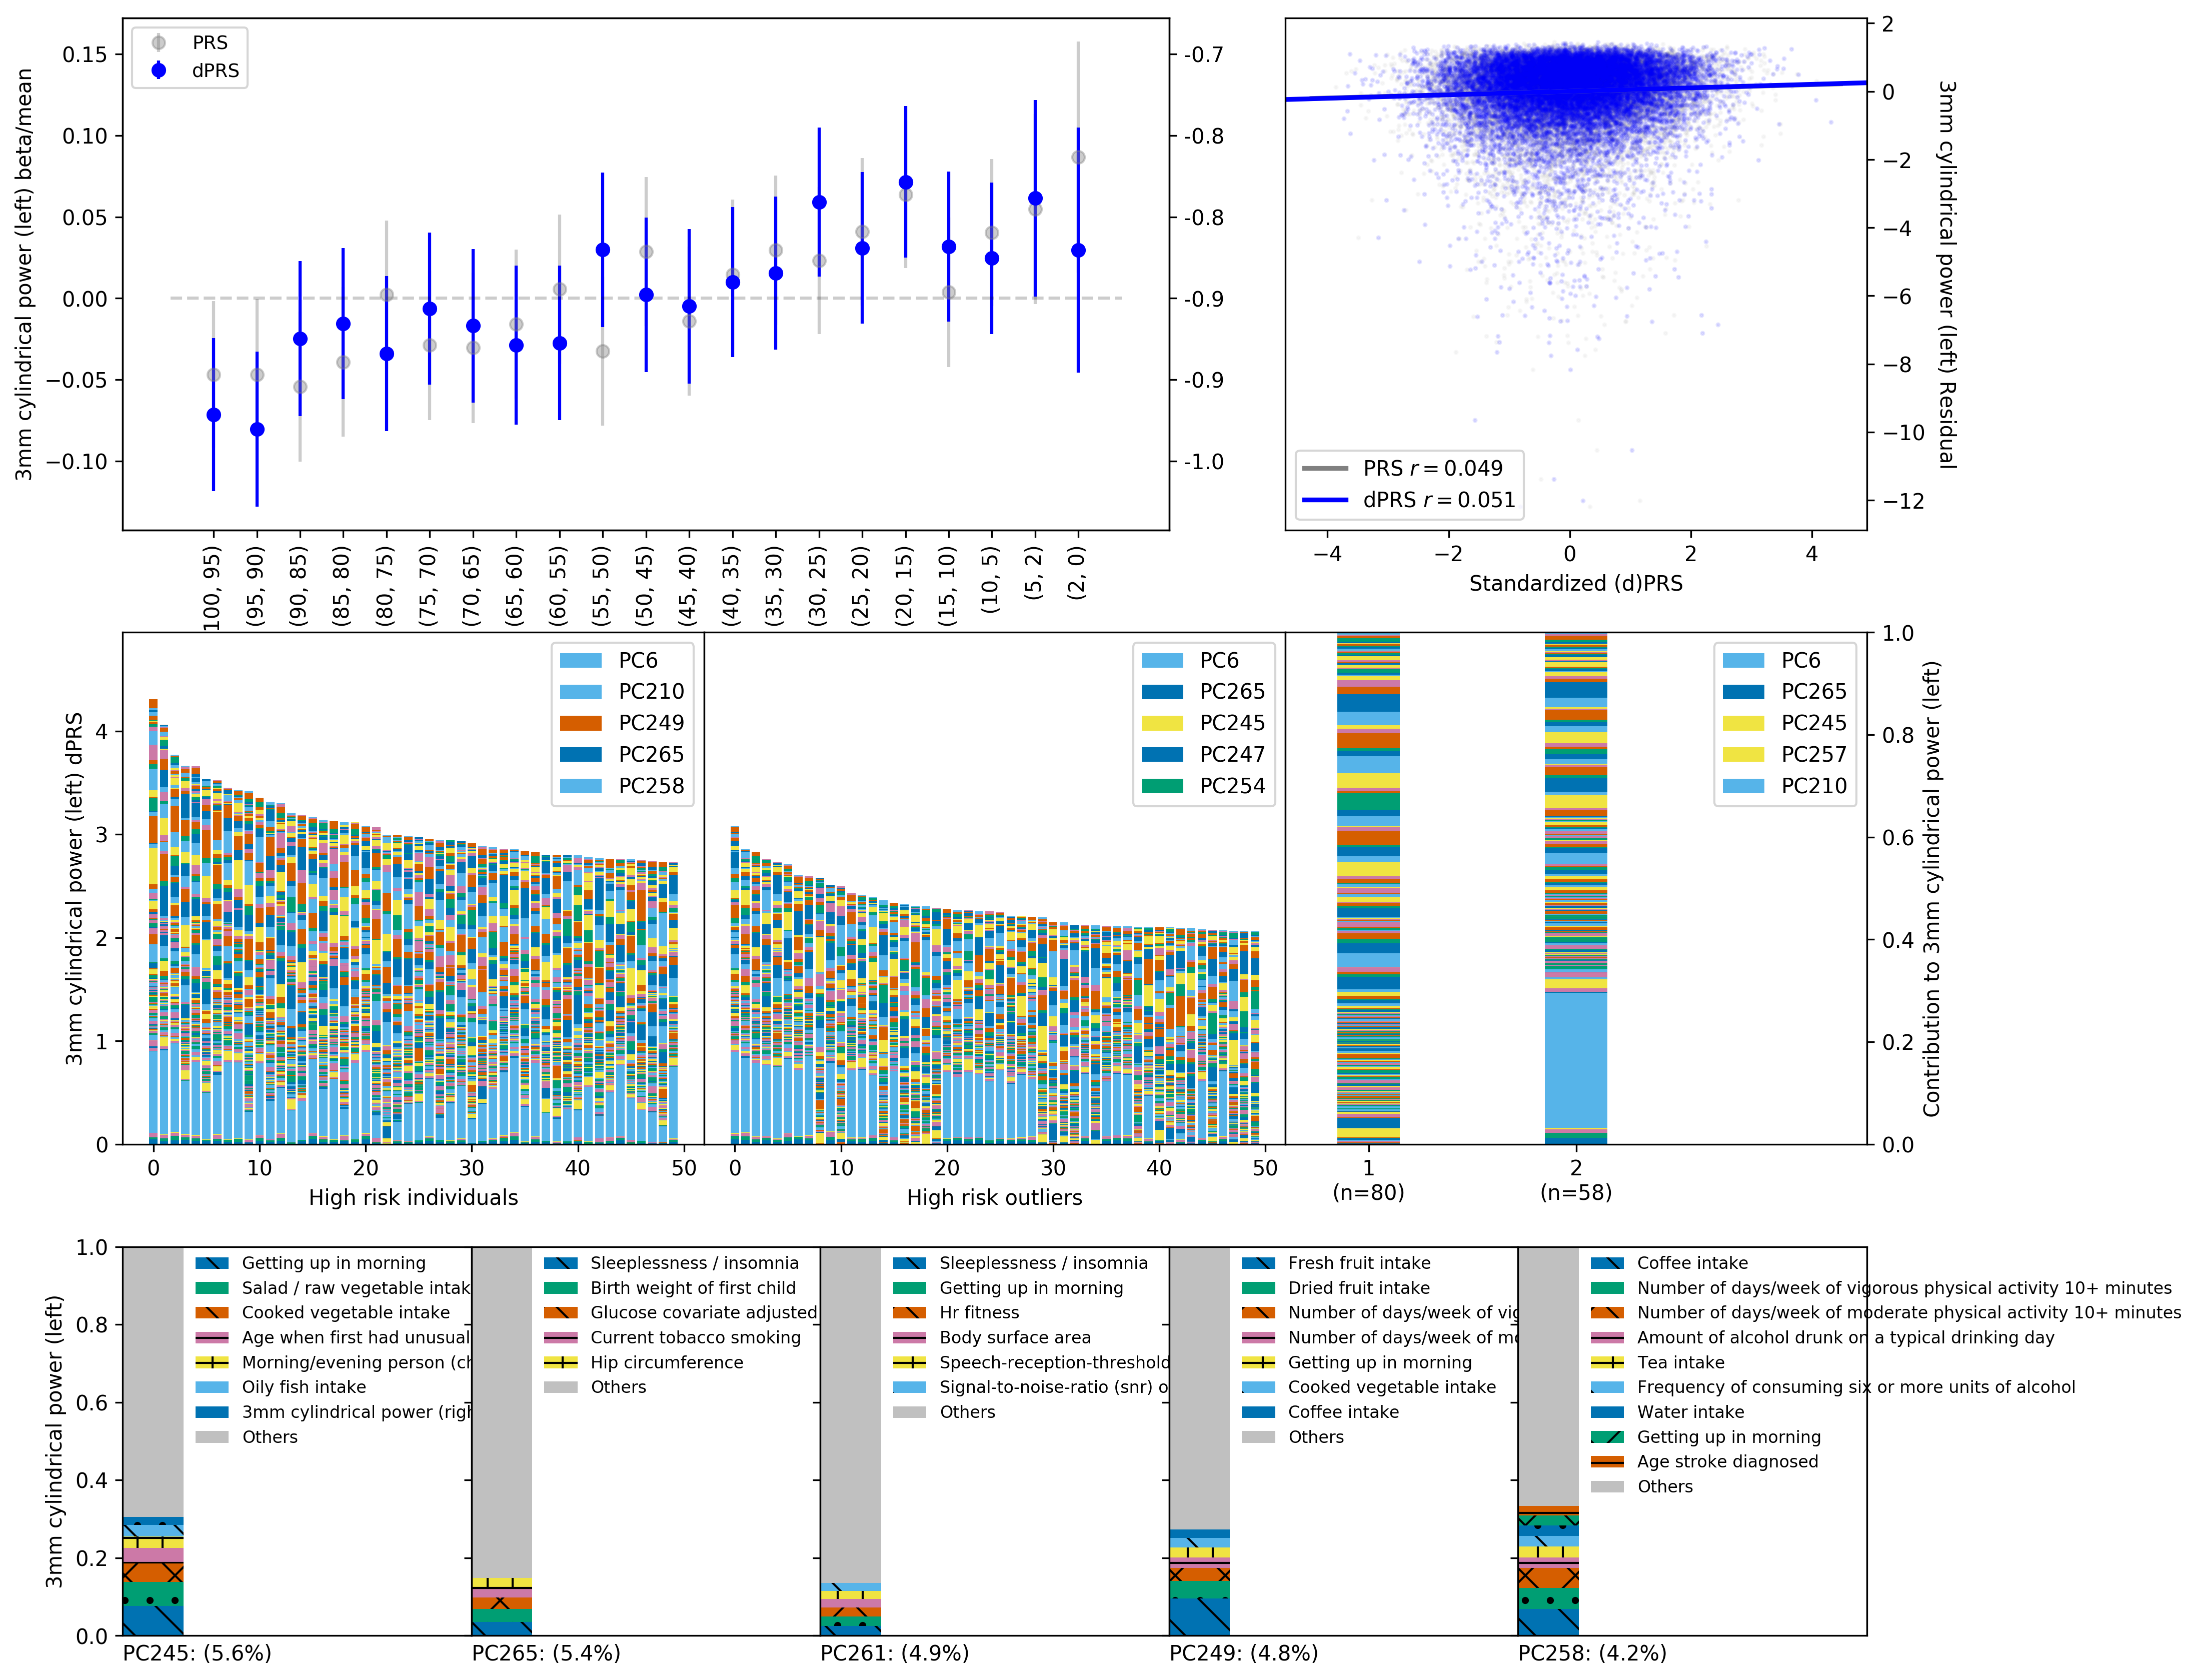 3mm cylindrical power (left) beta/mean
0.15
0.10
0.05
0.00
−0.05
−0.10
PRS
dPRS
-0.7
-0.8
-0.8
-0.9
-0.9
-1.0
100, 95)
(95, 90)
(90, 85)
(85, 80)
(80, 75)
(75, 70)
(70, 65)
(65, 60)
(60, 55)
(55, 50)
(50, 45)
(45, 40)
(40, 35)
(35, 30)
(30, 25)
(25, 20)
(20, 15)
(15, 10)
(10, 5)
(5, 2)
(2, 0)
2
0
−2
−4
−6
−8
−10
−12
3mm cylindrical power (left) Residual
PRS r = 0.049
dPRS r = 0.051
−4
−2
0
2
4
Standardized (d)PRS
3mm cylindrical power (left) dPRS
4
3
2
1
0
PC6
PC210
PC249
PC265
PC258
0
10
20
30
40
50
High risk individuals
PC6
PC265
PC245
PC247
PC254
0
10
20
30
40
50
High risk outliers
PC6
PC265
PC245
PC257
PC210
1
(n=80)
2
(n=58)
1.0
0.8
0.6
0.4
0.2
0.0
Contribution to 3mm cylindrical power (left)
3mm cylindrical power (left)
1.0
0.8
0.6
0.4
0.2
0.0
Getting up in morning
Salad / raw vegetable intak
Cooked vegetable intake
Age when first had unusual
Morning/evening person (ch
Oily fish intake
3mm cylindrical power (righ
Others
PC245: (5.6%)
Sleeplessness / insomnia
Birth weight of first child
Glucose covariate adjusted
Current tobacco smoking
Hip circumference
Others
PC265: (5.4%)
Sleeplessness / insomnia
Getting up in morning
Hr fitness
Body surface area
Speech-reception-threshold
Signal-to-noise-ratio (snr) o
Others
PC261: (4.9%)
Fresh fruit intake
Dried fruit intake
Number of days/week of vig
Number of days/week of mo
Getting up in morning
Cooked vegetable intake
Coffee intake
Others
PC249: (4.8%)
Coffee intake
Number of days/week of vigorous physical activity 10+ minutes
Number of days/week of moderate physical activity 10+ minutes
Amount of alcohol drunk on a typical drinking day
Tea intake
Frequency of consuming six or more units of alcohol
Water intake
Getting up in morning
Age stroke diagnosed
Others
PC258: (4.2%)